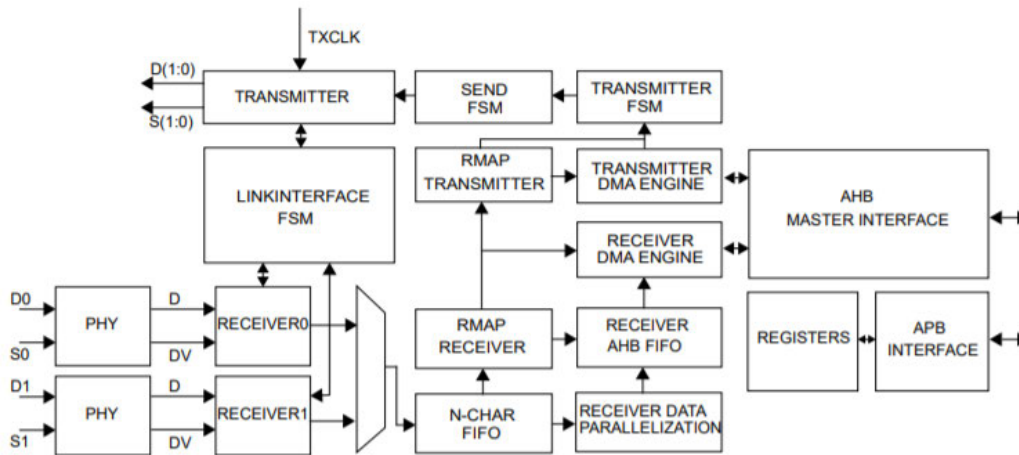 TXCLK
D(1:0)
S(1:0)
TRANSMITTER
SEND
FSM
TRANSMITTER
FSM
LINKINTERFACE
FSM
RMAP
TRANSMITTER
TRANSMITTER
DMA ENGINE
AHB
MASTER INTERFACE
RECEIVER
DMA ENGINE
D0
S0
PHY
D
DV
RECEIVER0
RMAP
RECEIVER
RECEIVER
AHB FIFO
REGISTERS
APB
INTERFACE
D1
S1
PHY
D
DV
RECEIVER1
N-CHAR
FIFO
RECEIVER DATA
PARALLELIZATION